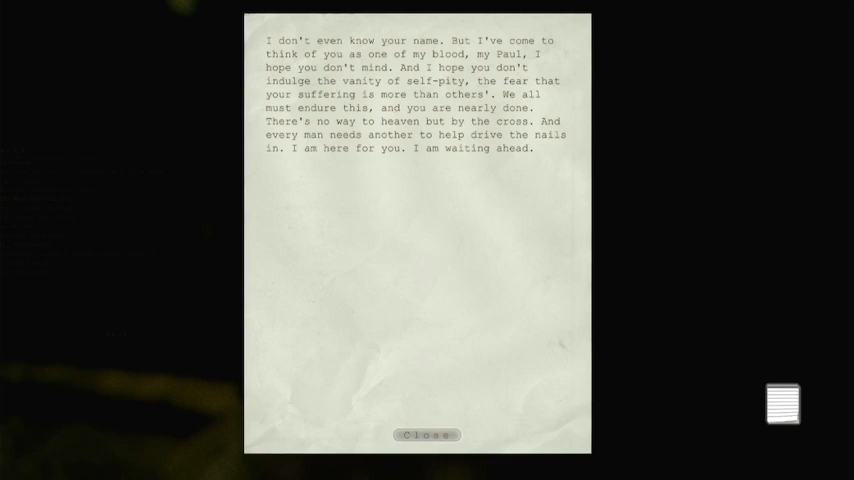 I don't even know your name. But I've come to
think of you as one of my blood, my Paul, I
hope you don't mind. And I hope you don't
indulge the vanity of self-pity, the fear that
your suffering is more than others'. We all
must endure this, and you are nearly done.
There's no way to heaven but by the cross. And
every man needs another to help drive the nails
in. I am here for you. I am waiting ahead.
Close